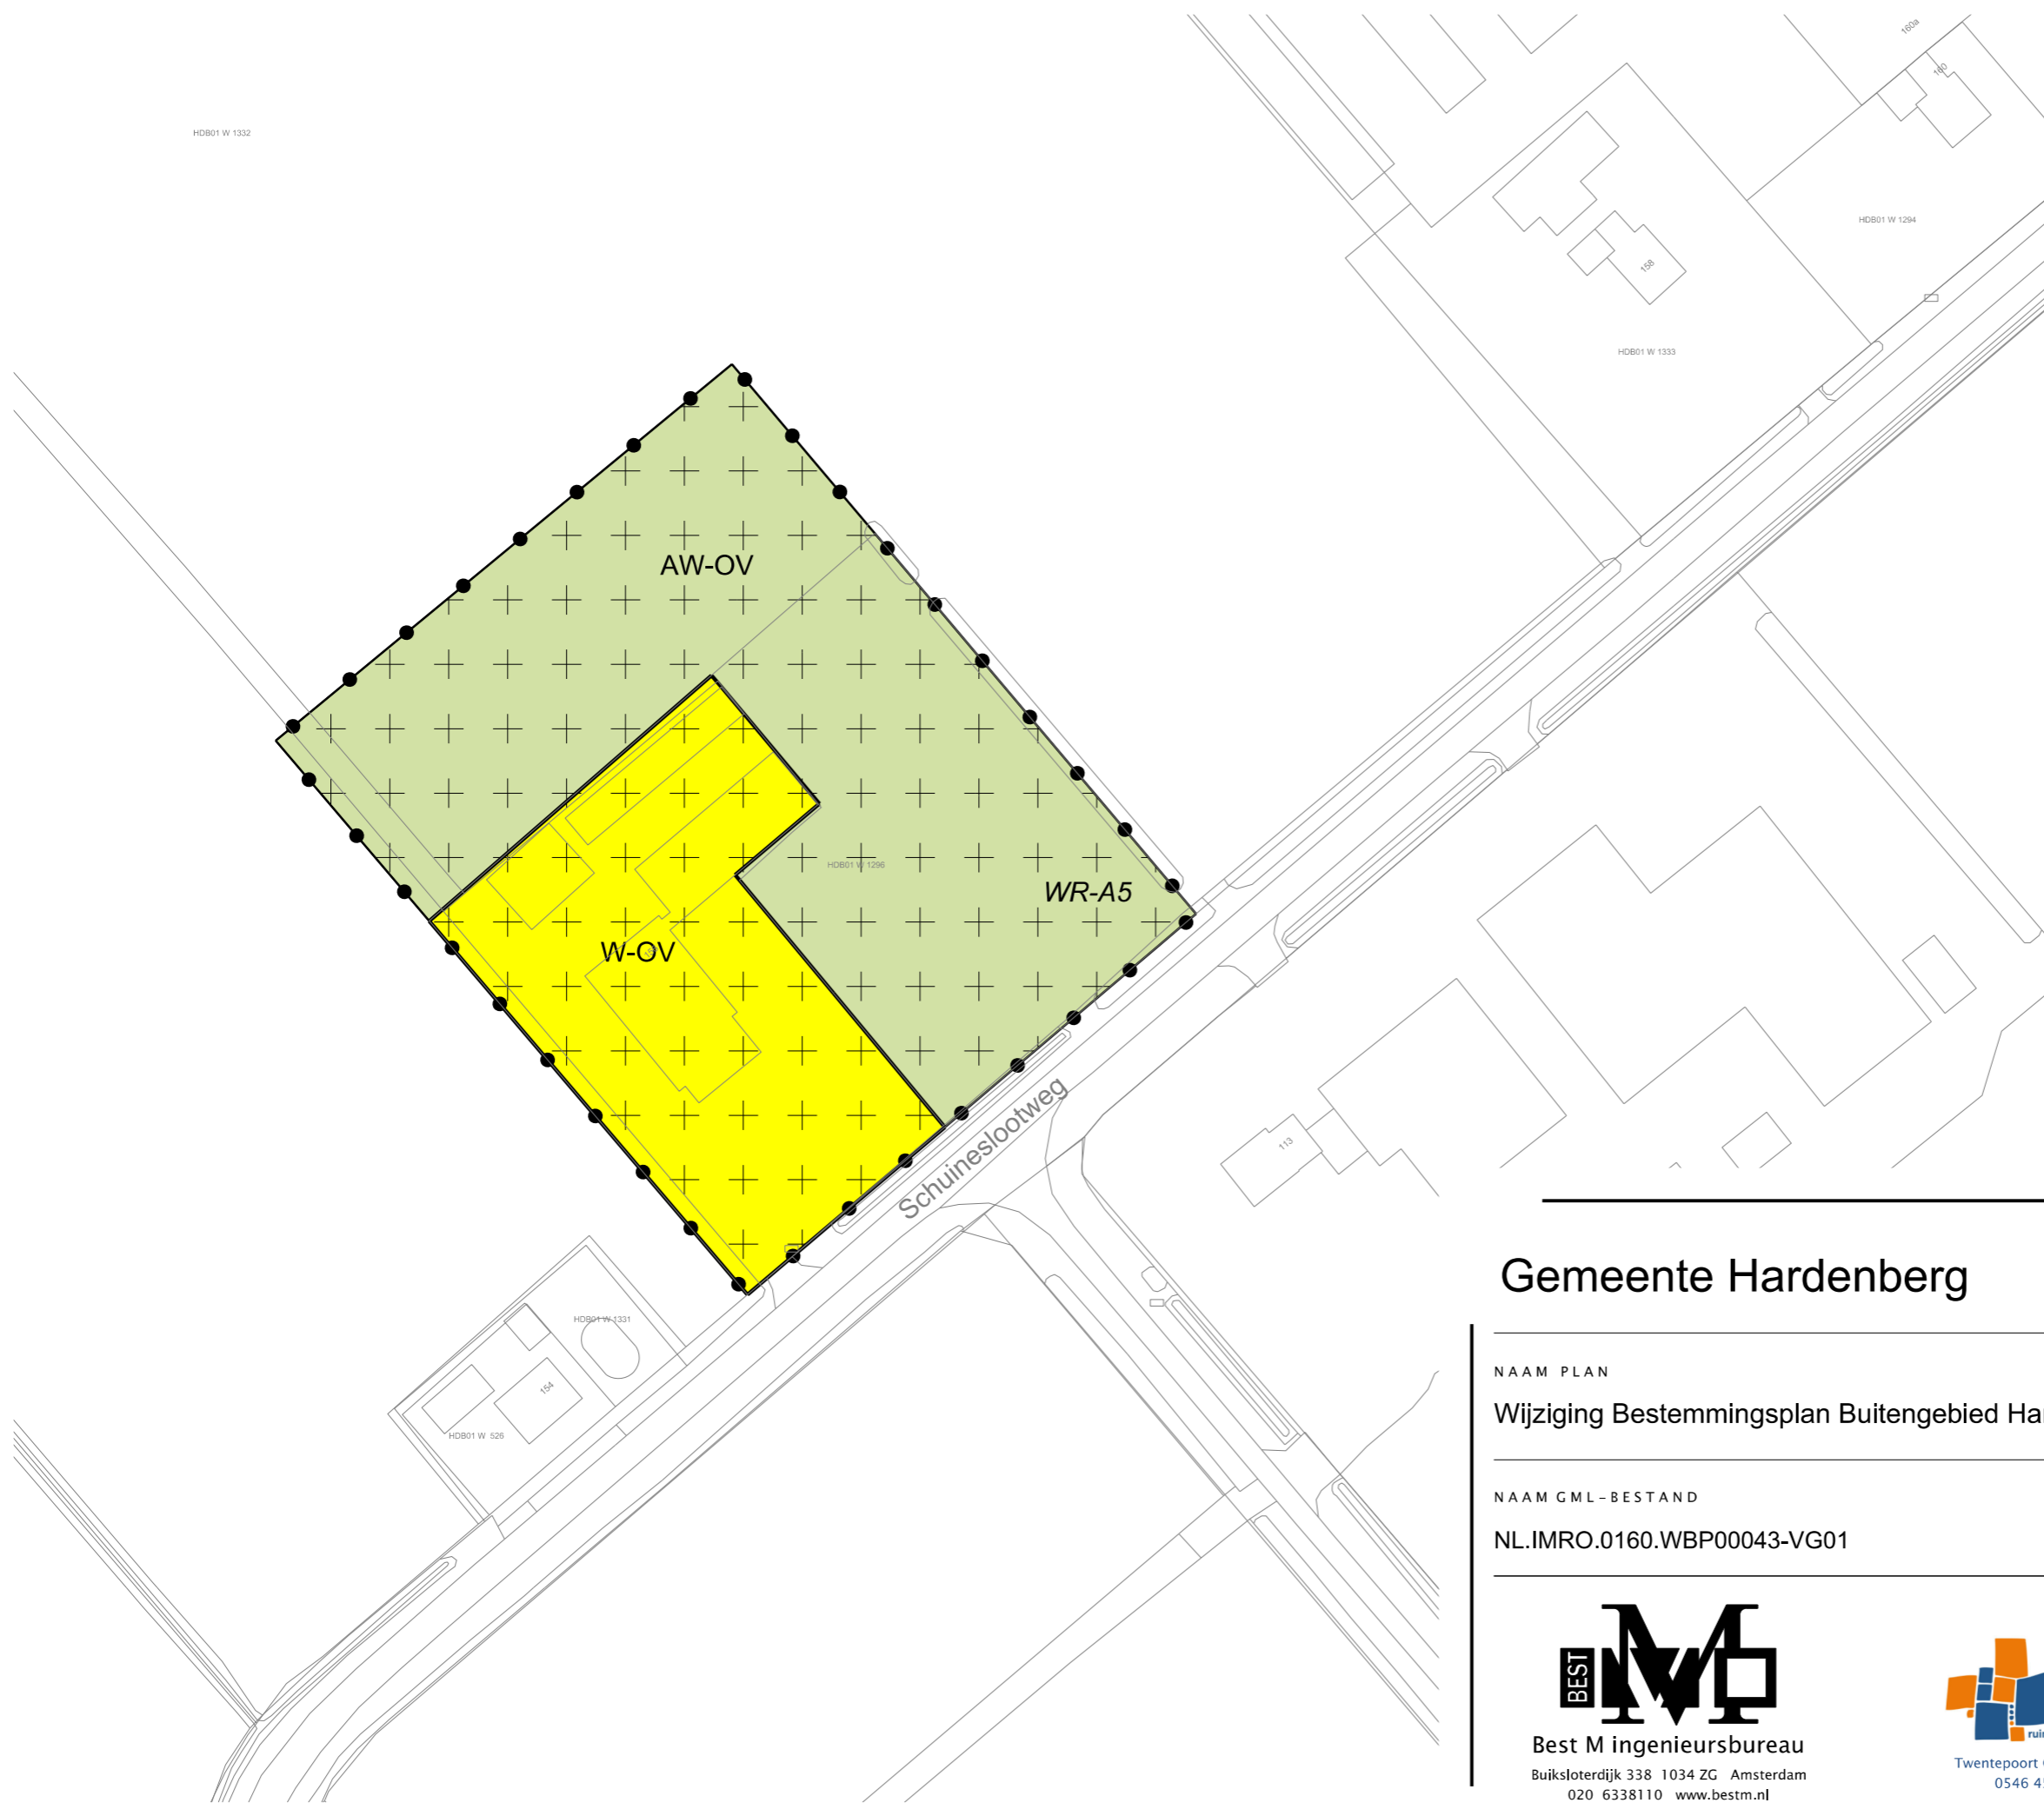 160a
160
HDB01 W 1332
HDB01 W 1294
158
HDB01 W 1333
AW-OV
HDB01 W 1296
WR-A5
W-OV
Schuineslootweg
113
HDB01 W 1331
154
HDB01 W 526
Gemeente Hardenberg
NAAM PLAN
Wijziging Bestemmingsplan Buitengebied
NAAM GML-BESTAND
NL.IMRO.0160.WBP00043-VG01
BEST
Best M ingenieursbureau
Buiksloterdijk 338 1034 ZG Amsterdam
020 6338110 www.bestm.nl
Twentepoort
0546